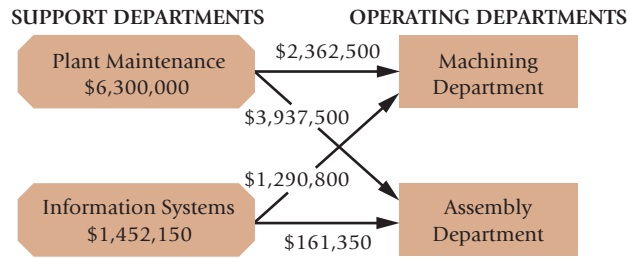 SUPPORT DEPARTMENTS
OPERATING DEPARTMENTS
Plant Maintenance
$6,300,000
$2,362,500
Machining
Department
$3,937,500
$1,290,800
Information Systems
$1,452,150
$161,350
Assembly
Department